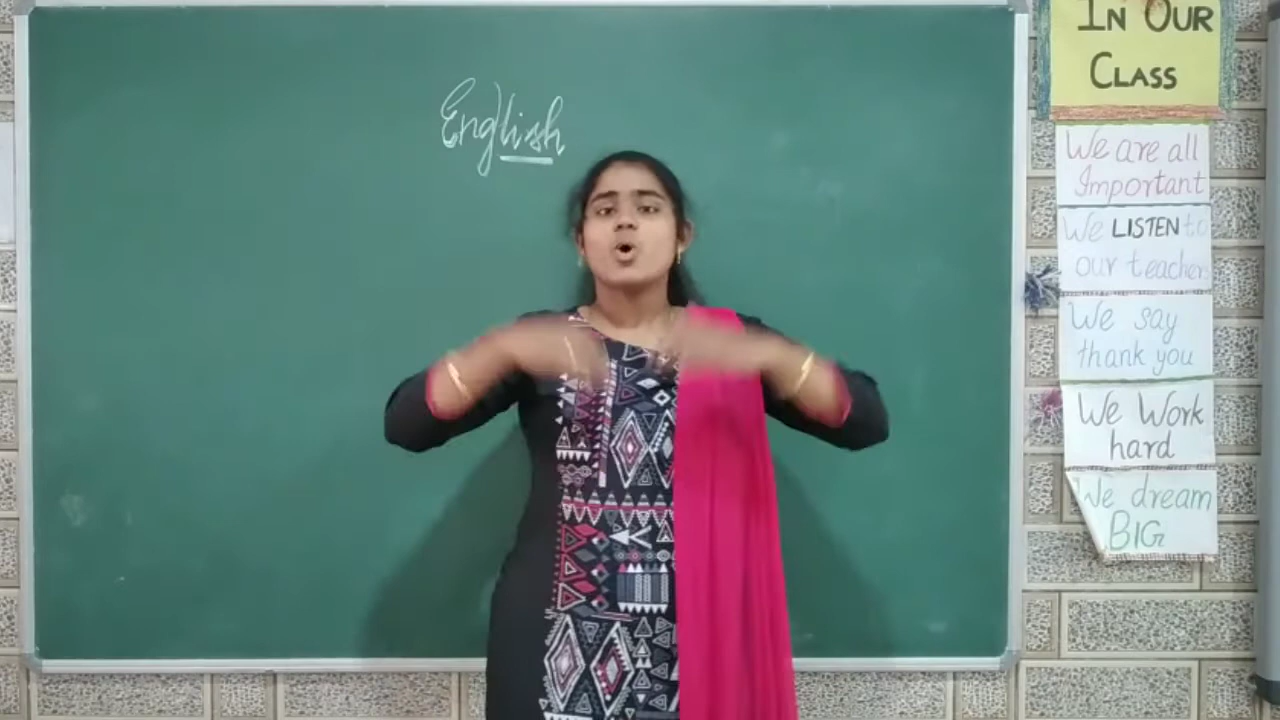 English
IN OUR
CLASS
We are all
Important
We LISTEN to
our teacher
We say
thank you
We Work
hard
We dream
BIG